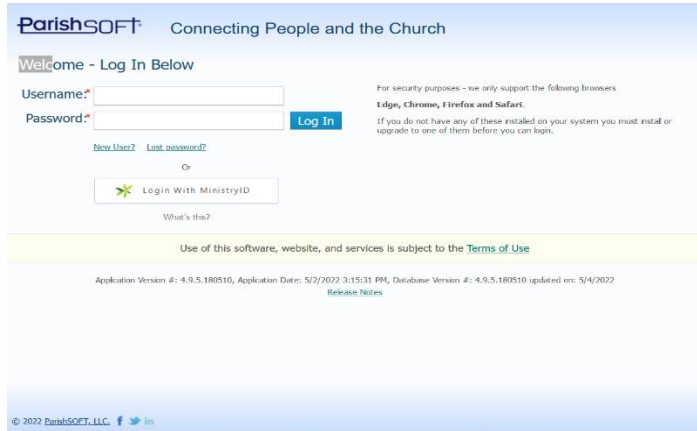 ParishSOFT Connecting People and the Church
Welcome - Log In Below
Username:*
Password:* Log In
New User? Lost password?
Or
Login With MinistryID
What's this?
For security purposes - we only support the following browsers
Edge, Chrome, Firefox and Safari.
If you do not have any of these installed on your system you must install or
upgrade to one of them before you can login.
Use of this software, website, and services is subject to the Terms of Use
Application Version #: 4.9.5.180510, Application Date: 5/2/2022 3:15:31 PM, Database Version #: 4.9.5.180510 updated on: 5/4/2022
Release Notes
© 2022 ParishSOFT, LLC. f in